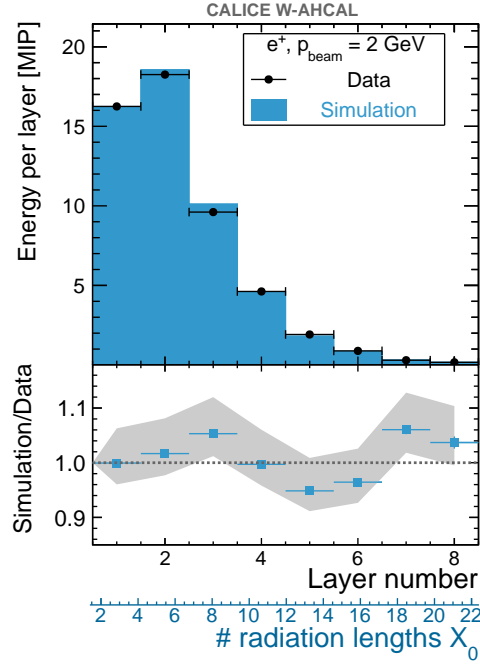 CALICE W-AHCAL
e⁺, p_beam = 2 GeV
Data
Simulation
Energy per layer [MIP]
20
15
10
5
Simulation/Data
1.1
1.0
0.9
2 4 6 8
Layer number
2 4 6 8 10 12 14 16 18 20 22
# radiation lengths X₀